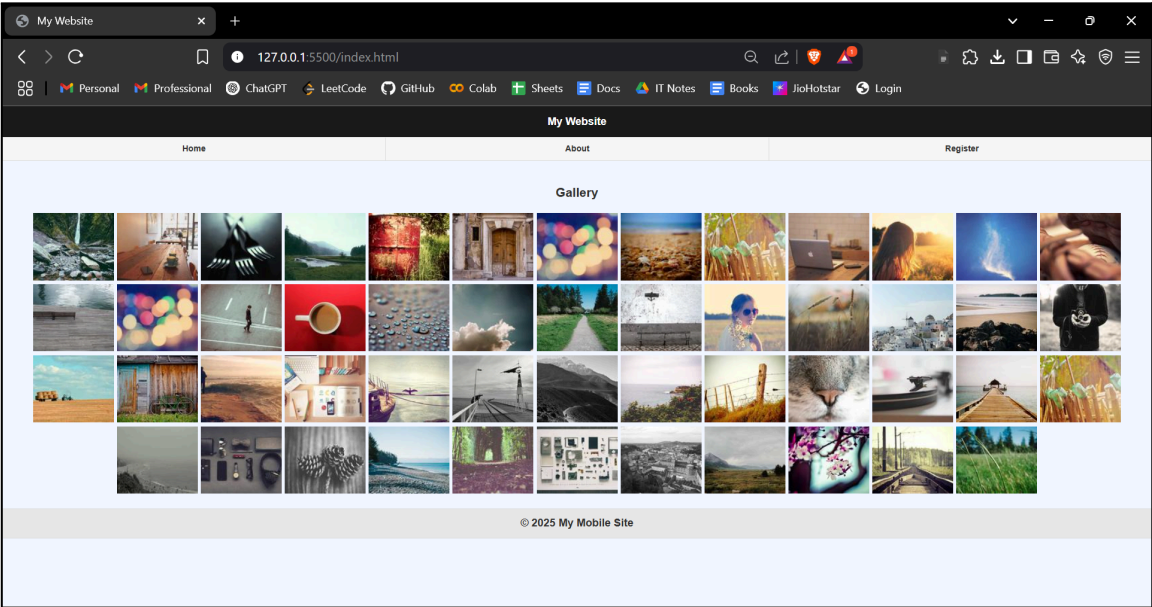 My Website
127.0.0.1:5500/index.html
1
Personal Professional ChatGPT LeetCode GitHub Colab Sheets Docs IT Notes Books JioHotstar Login
My Website
Home About Register
Gallery
© 2025 My Mobile Site